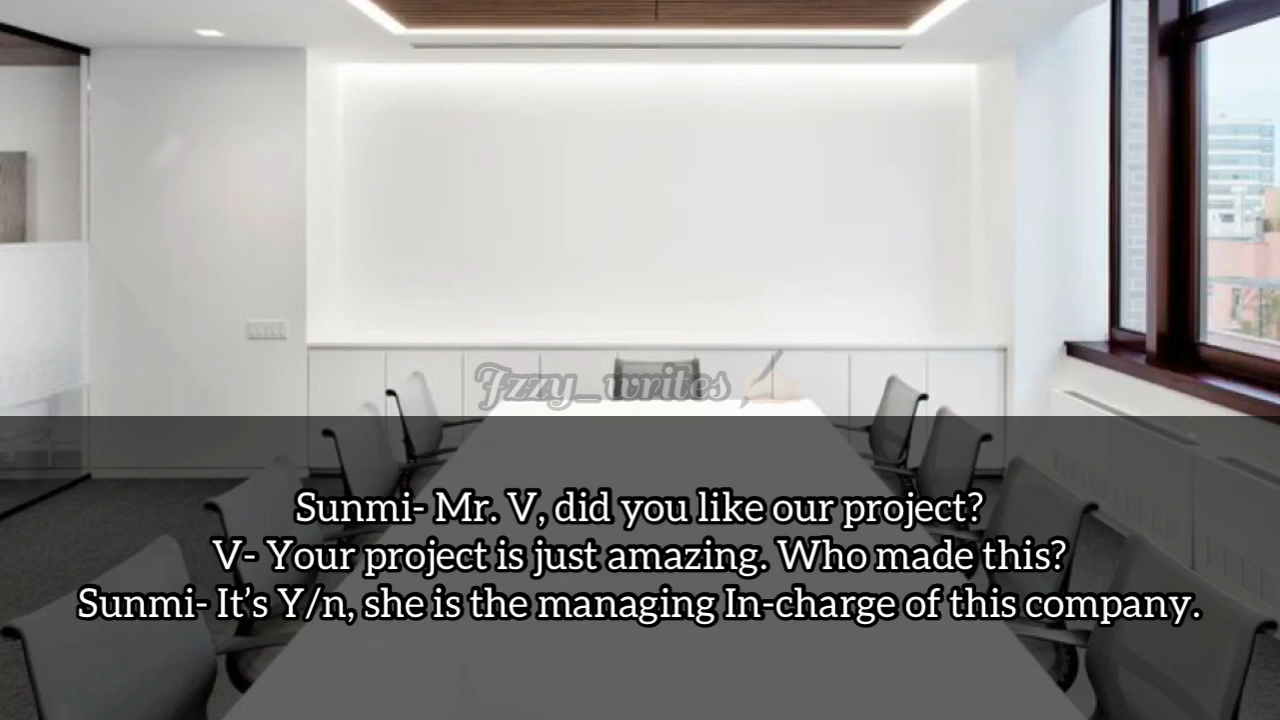 Jzzy_writes ✍🏻
Sunmi- Mr. V, did you like our project?
V- Your project is just amazing. Who made this?
Sunmi- It’s Y/n, she is the managing In-charge of this company.